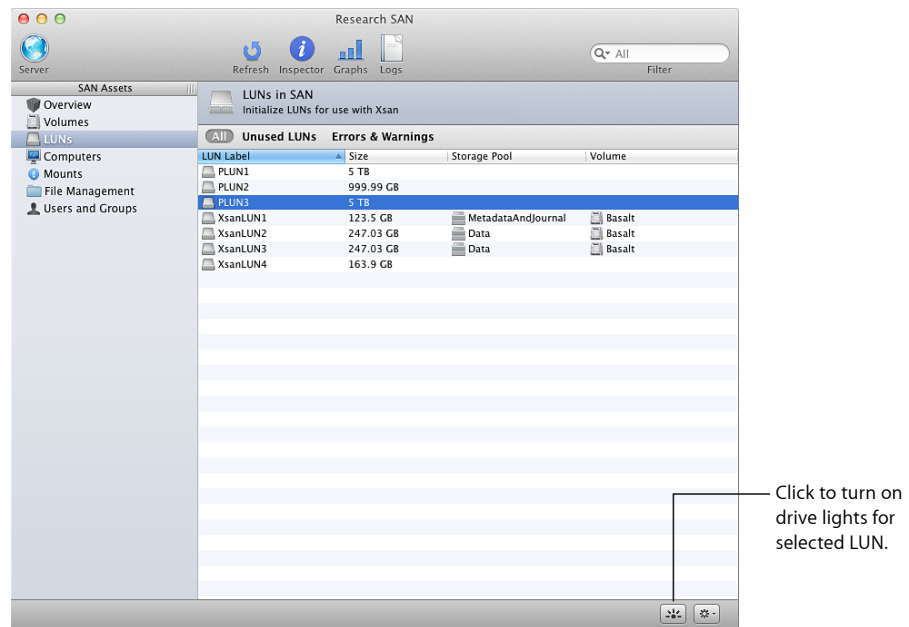 Research SAN
Server
Refresh Inspector Graphs Logs
All
Filter
SAN Assets
Overview
Volumes
LUNs
Computers
Mounts
File Management
Users and Groups
LUNs in SAN
Initialize LUNs for use with Xsan
All Unused LUNs Errors & Warnings
LUN Label Size Storage Pool Volume
PLUN1 5 TB
PLUN2 999.99 GB
PLUN3 5 TB
XsanLUN1 123.5 GB MetadataAndJournal Basalt
XsanLUN2 247.03 GB Data Basalt
XsanLUN3 247.03 GB Data Basalt
XsanLUN4 163.9 GB
Click to turn on
drive lights for
selected LUN.